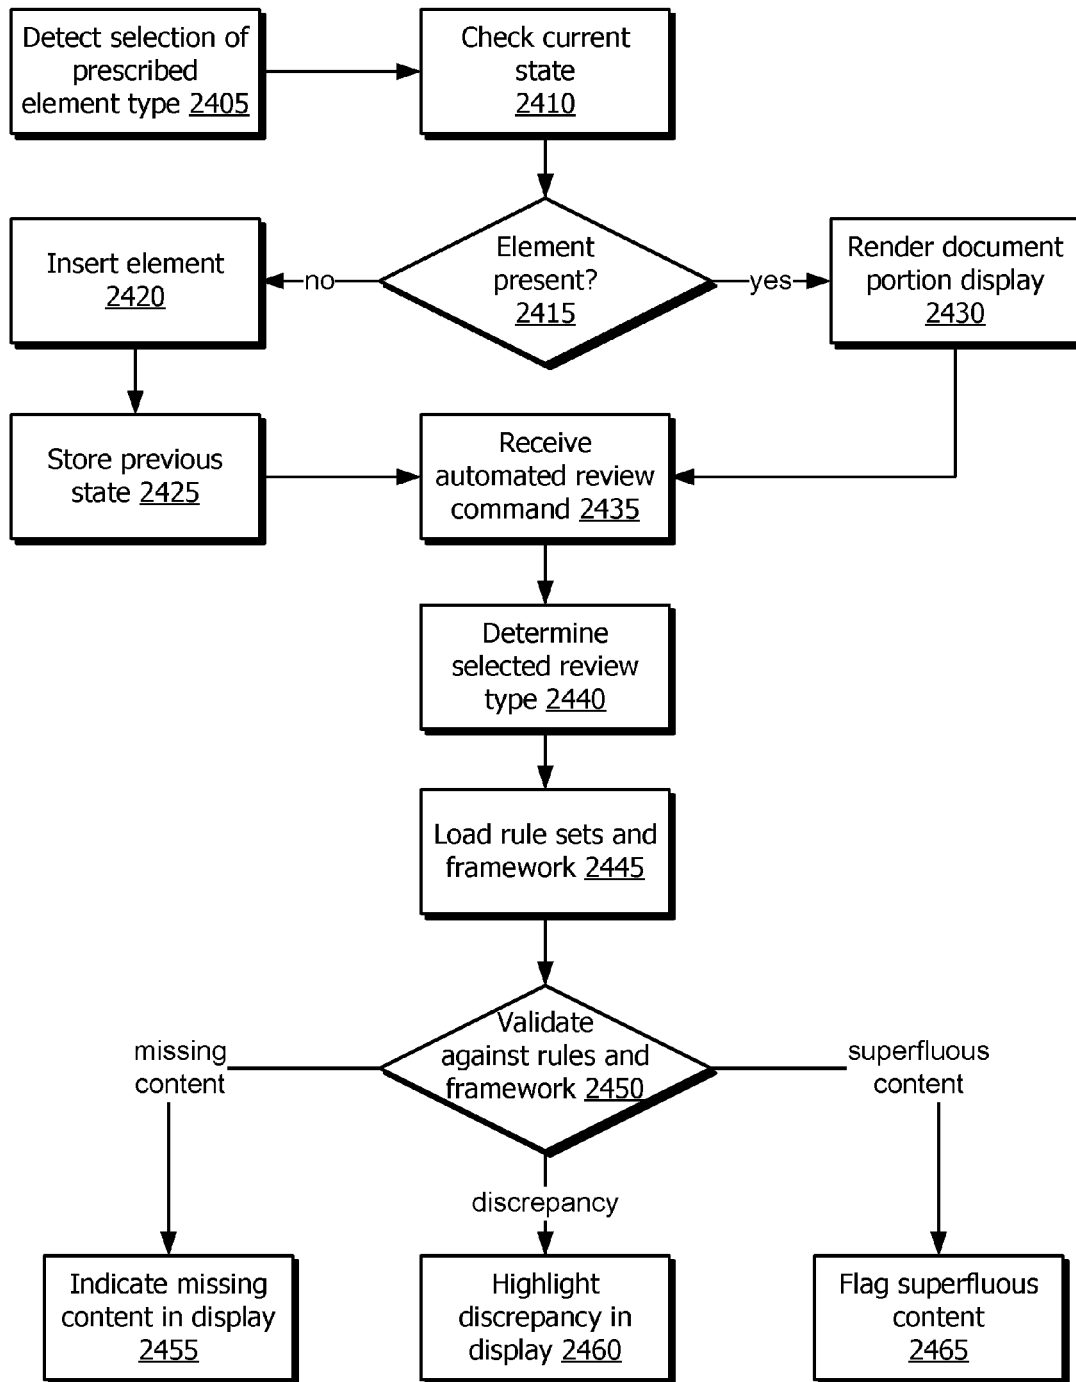 Detect selection of
prescribed
element type 2405
Check current
state
2410
Element
present?
2415
no
yes
Insert element
2420
Render document
portion display
2430
Store previous
state 2425
Receive
automated review
command 2435
Determine
selected review
type 2440
Load rule sets and
framework 2445
Validate
against rules and
framework 2450
missing
content
discrepancy
superfluous
content
Indicate missing
content in display
2455
Highlight
discrepancy in
display 2460
Flag superfluous
content
2465